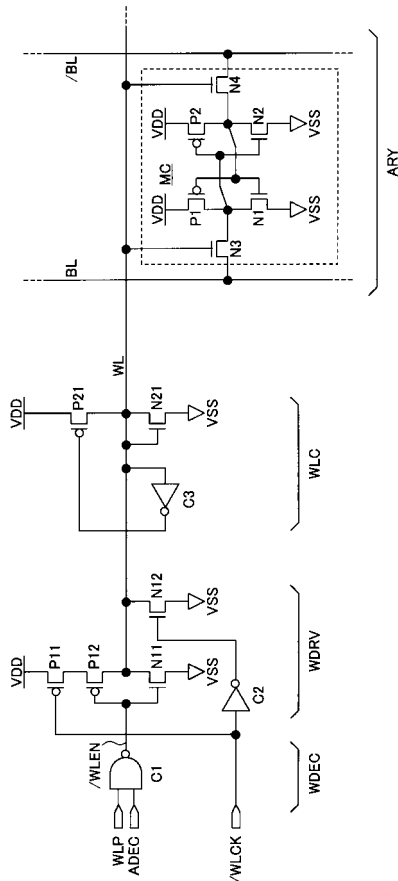 WLP
ADEC
/WLCK
/WLEN
C1
WDEC
VDD
P11
P12
N11
VSS
C2
N12
VSS
WDRV
VDD
P21
C3
N21
VSS
WLC
WL
BL
/BL
MC
VDD
P1
N3
N1
VSS
VDD
P2
N4
N2
VSS
ARY